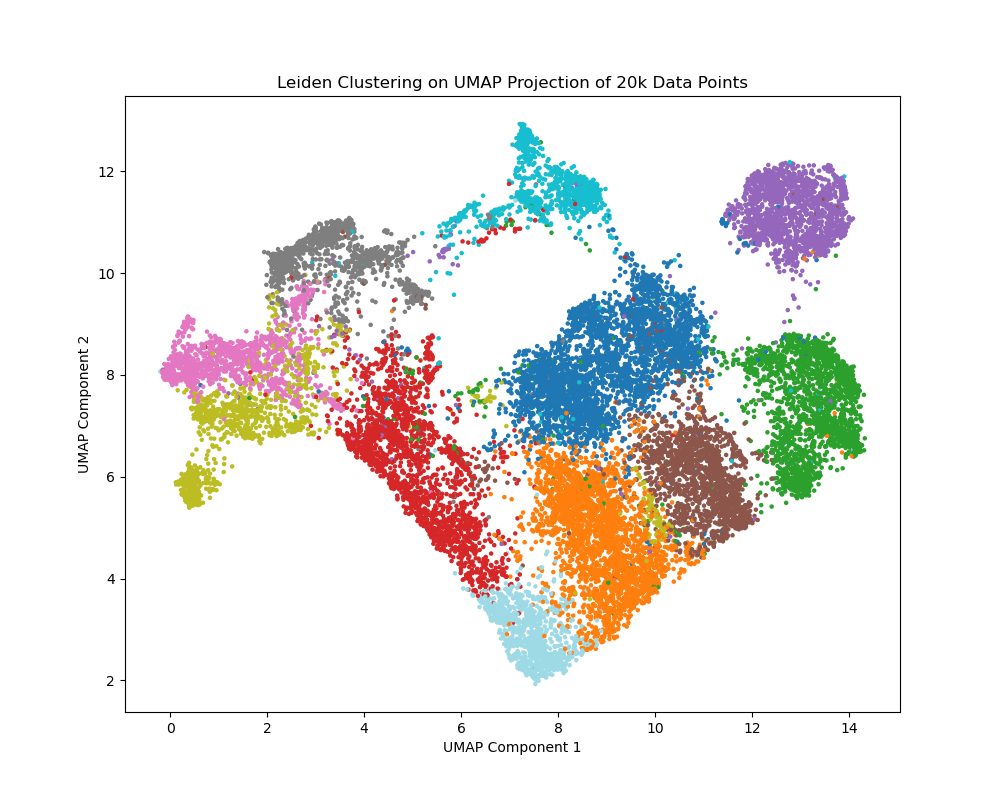 Leiden Clustering on UMAP Projection of 20k Data Points
12
10
8
6
4
2
UMAP Component 2
0 2 4 6 8 10 12 14
UMAP Component 1